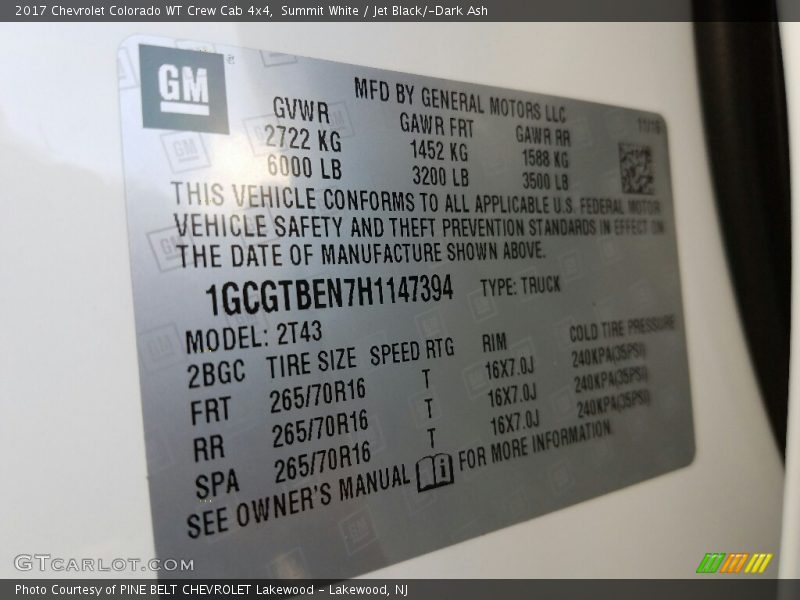 2017 Chevrolet Colorado WT Crew Cab 4x4, Summit White / Jet Black/-Dark Ash
GM
MFD BY GENERAL MOTORS LLC
11/16
GVWR GAWR FRT GAWR RR
2722 KG 1452 KG 1588 KG
6000 LB 3200 LB 3500 LB
THIS VEHICLE CONFORMS TO ALL APPLICABLE U.S. FEDERAL MOTOR
VEHICLE SAFETY AND THEFT PREVENTION STANDARDS IN EFFECT ON
THE DATE OF MANUFACTURE SHOWN ABOVE.
1GCGTBEN7H1147394 TYPE: TRUCK
MODEL: 2T43
2BGC TIRE SIZE SPEED RTG RIM COLD TIRE PRESSURE
FRT 265/70R16 T 16X7.0J 240KPA(35PSI)
RR 265/70R16 T 16X7.0J 240KPA(35PSI)
SPA 265/70R16 T 16X7.0J 240KPA(35PSI)
SEE OWNER'S MANUAL FOR MORE INFORMATION
GTCARLOT.COM
Photo Courtesy of PINE BELT CHEVROLET Lakewood - Lakewood, NJ